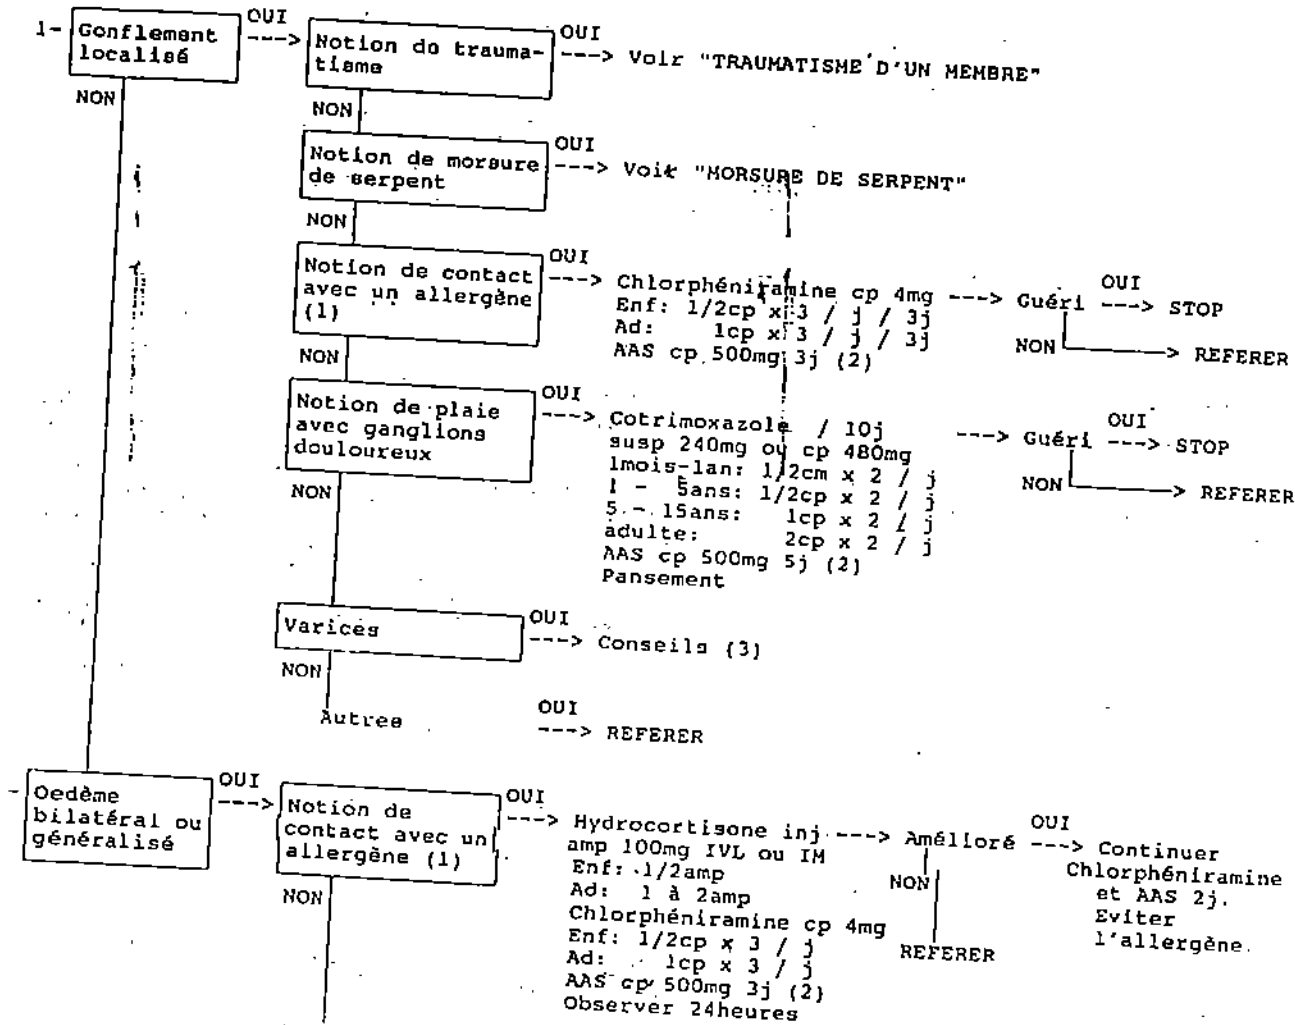 1- Gonflement localisé OUI ---> Notion do trauma-tisme OUI ---> Voir "TRAUMATISME D'UN MEMBRE"
NON
NON
Notion de morsure de serpent OUI ---> Voir "MORSURE DE SERPENT"
NON
Notion de contact avec un allergène (1) OUI ---> Chlorphéniramine cp 4mg ---> Guéri OUI ---> STOP
Enf: 1/2cp x 3 / j / 3j
Ad: 1cp x 3 / j / 3j
AAS cp 500mg 3j (2)
NON ---> REFERER
NON
Notion de plaie avec ganglions douloureux OUI ---> Cotrimoxazole / 10j ---> Guéri OUI ---> STOP
susp 240mg ou cp 480mg
1mois-1an: 1/2cm x 2 / j
1 - 5ans: 1/2cp x 2 / j
5 - 15ans: 1cp x 2 / j
adulte: 2cp x 2 / j
AAS cp 500mg 5j (2)
Pansement
NON ---> REFERER
NON
Varices OUI ---> Conseils (3)
NON
Autres OUI ---> REFERER
- Oedème bilatéral ou généralisé OUI ---> Notion de contact avec un allergène (1) OUI ---> Hydrocortisone inj ---> Amélioré OUI ---> Continuer
amp 100mg IVL ou IM
Enf: 1/2amp
Ad: 1 à 2amp
Chlorphéniramine cp 4mg
Enf: 1/2cp x 3 / j
Ad: 1cp x 3 / j
AAS cp 500mg 3j (2)
Observer 24heures
NON
REFERER
Chlorphéniramine
et AAS 2j.
Eviter
l'allergène.
NON